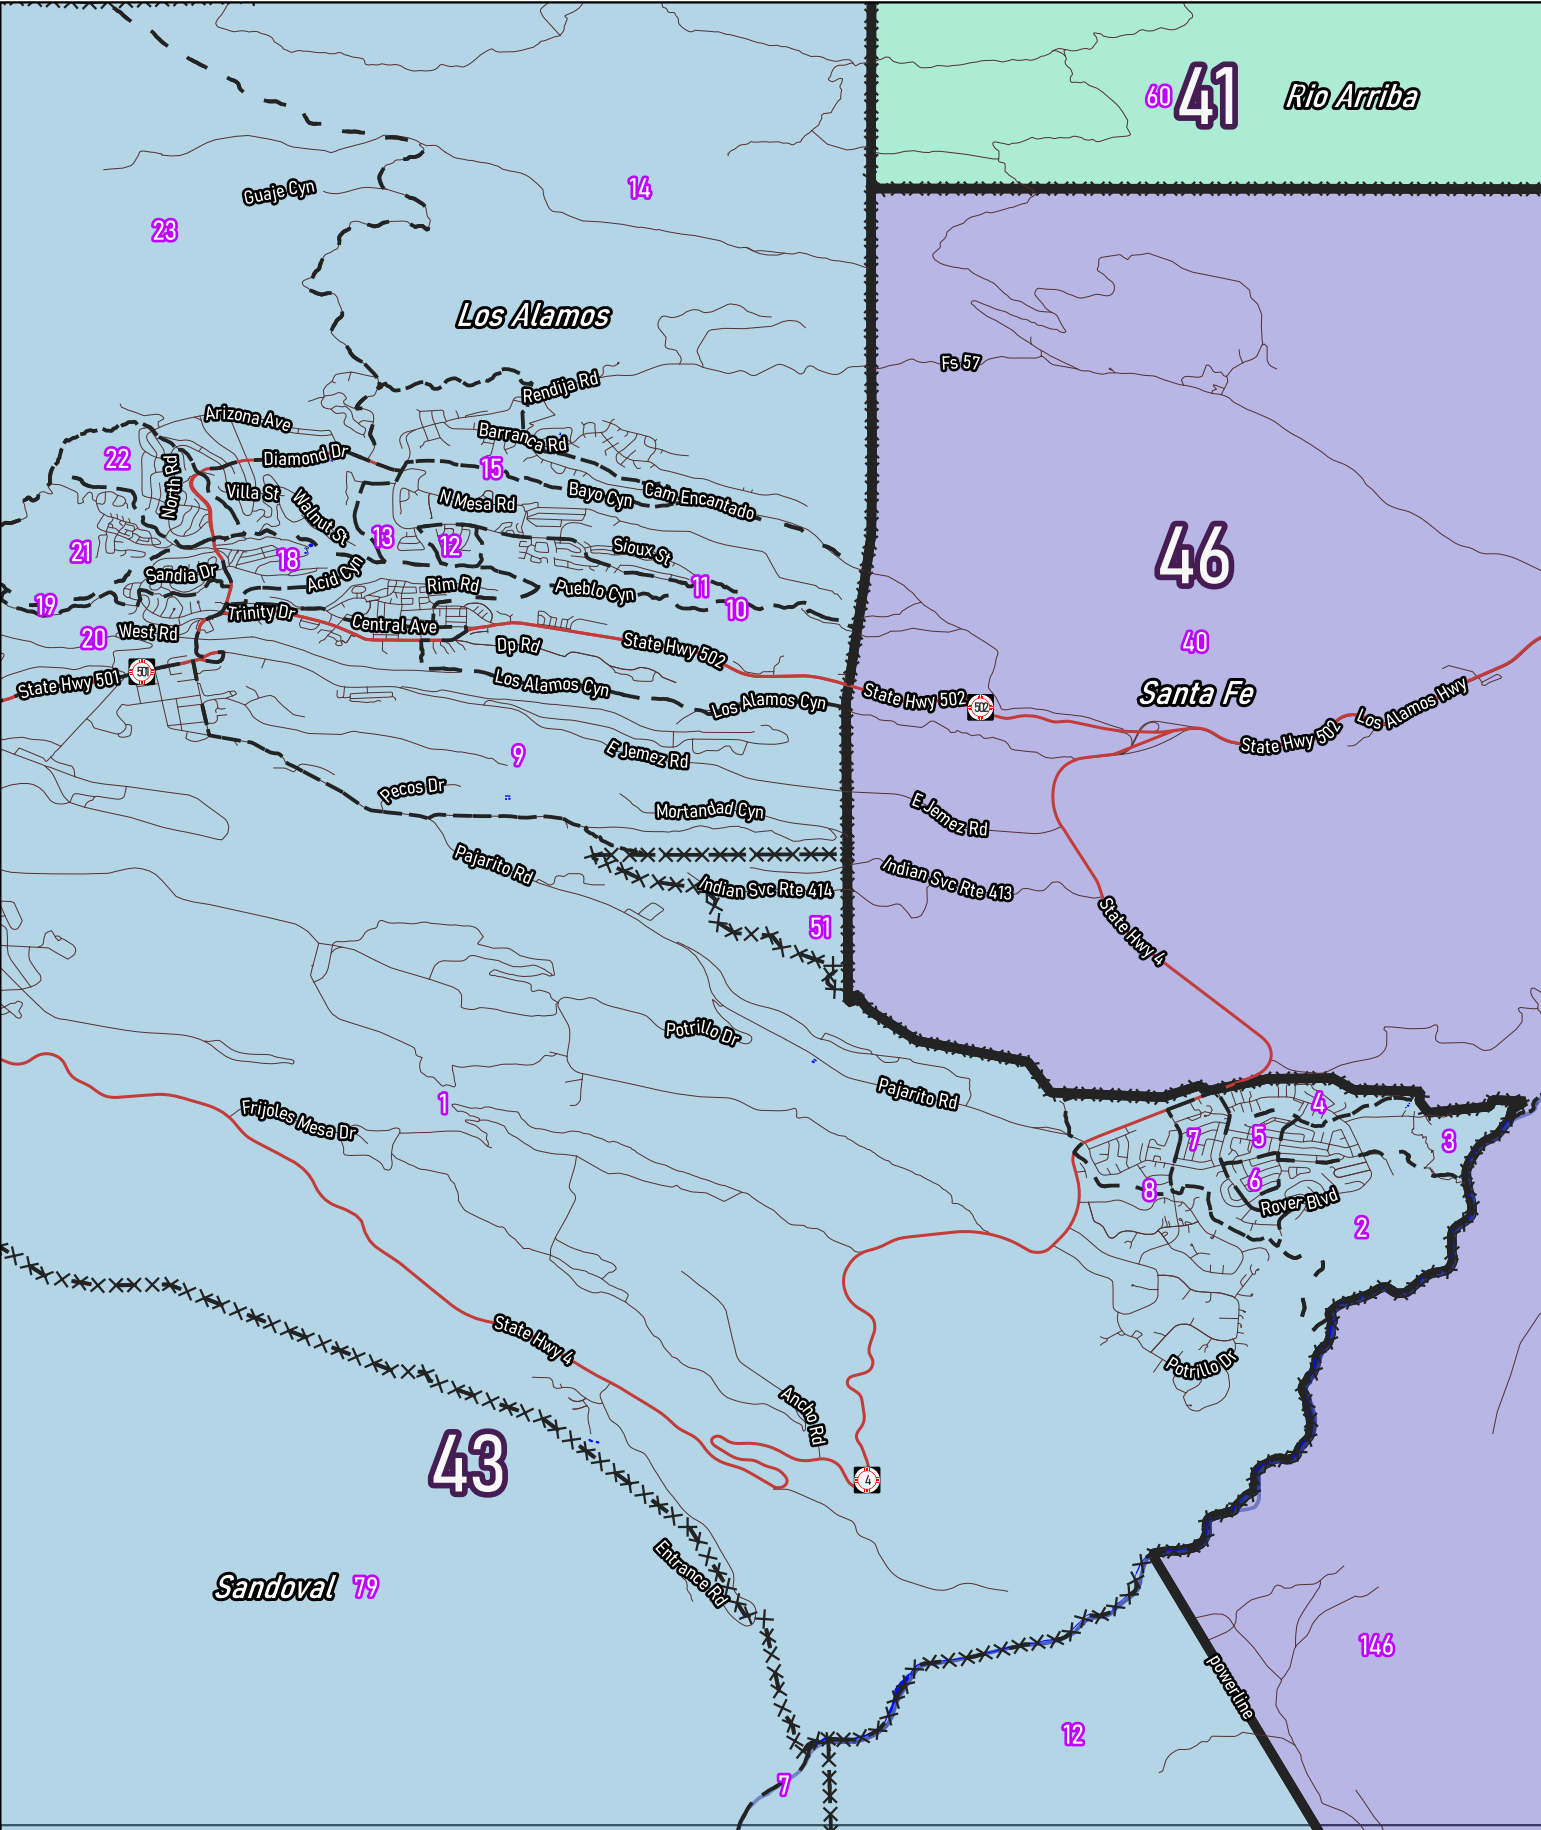 41
60
Rio Arriba
14
Guaje Cyn
23
Los Alamos
Fs 57
Rendija Rd
Arizona Ave
Barranca Rd
22
Diamond Dr
15
North Rd
Villa St
Walnut St
N Mesa Rd
Bayo Cyn
Cam Encantado
13
12
21
18
Sioux St
46
Sandia Dr
Acid Cyn
Rim Rd
Pueblo Cyn
11
19
10
Trinity Dr
Central Ave
20
West Rd
Dp Rd
State Hwy 502
40
State Hwy 501
501
Los Alamos Cyn
Los Alamos Cyn
State Hwy 502
502
Santa Fe
Los Alamos Hwy
State Hwy 502
9
E Jemez Rd
Pecos Dr
Mortandad Cyn
E Jemez Rd
Pajarito Rd
Indian Svc Rte 414
Indian Svc Rte 413
51
State Hwy 4
Potrillo Dr
Pajarito Rd
1
Frijoles Mesa Dr
4
7
5
3
8
6
Rover Blvd
2
State Hwy 4
Potrillo Dr
Ancho Rd
43
4
Entrance Rd
Sandoval
79
146
powerline
12
7